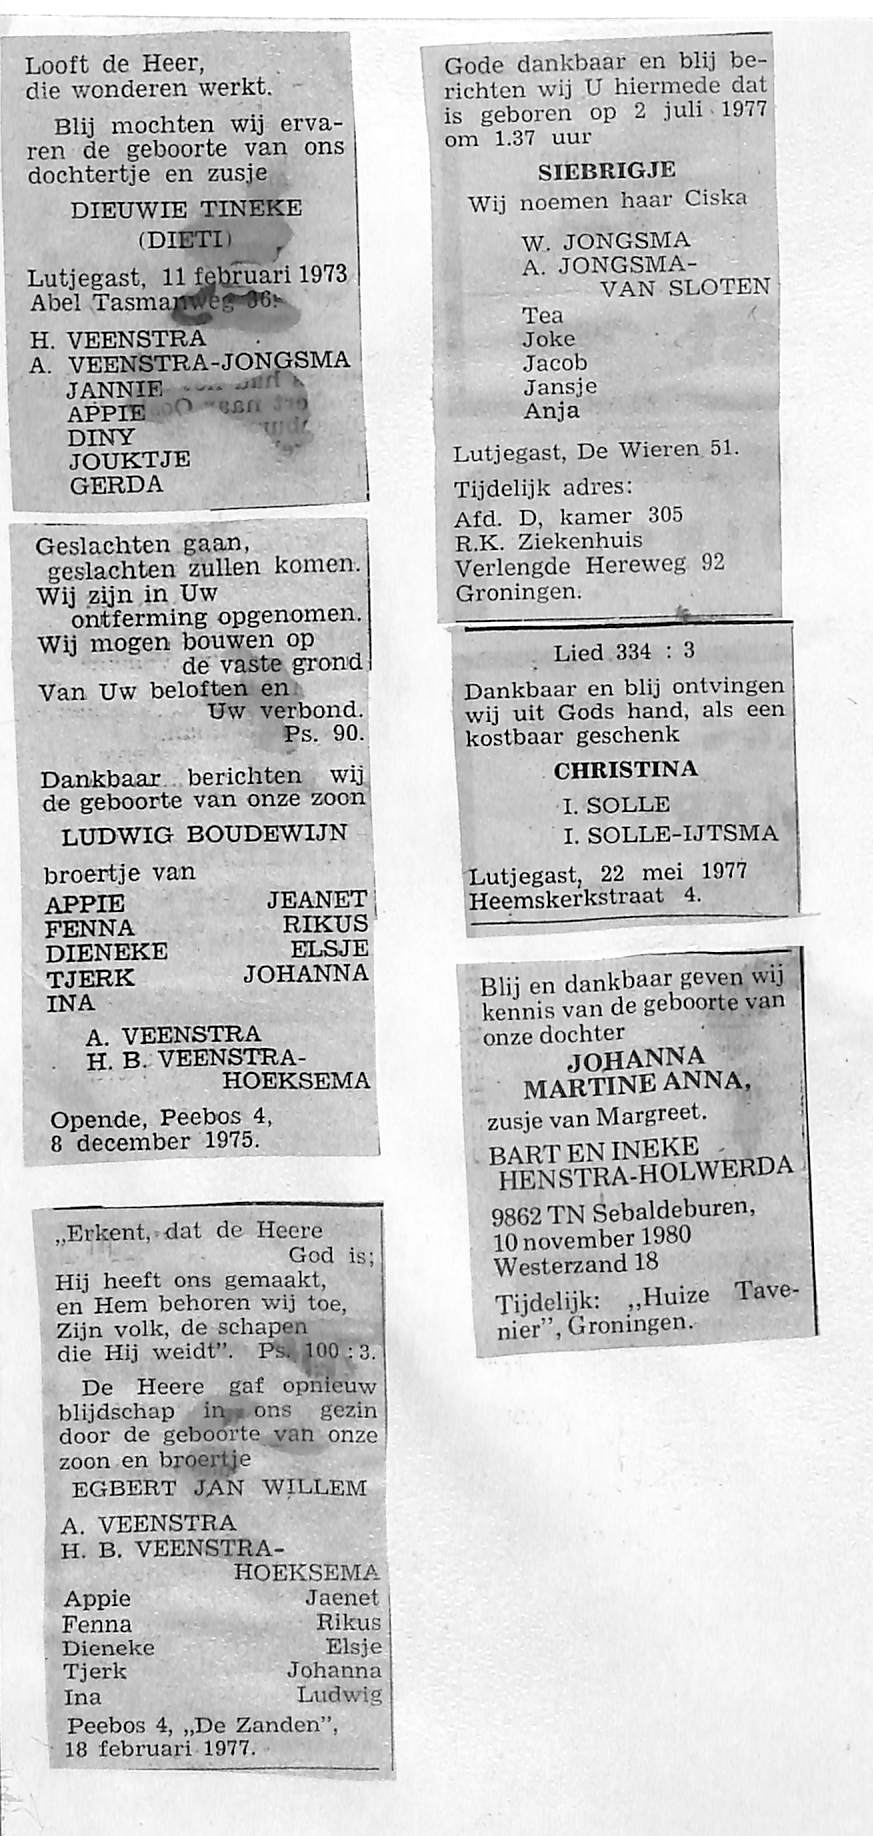 Looft de Heer,
die wonderen werkt.
Blij mochten wij erva-
ren de geboorte van ons
dochtertje en zusje
DIEUWIE TINEKE
(DIETI)
Lutjegast, 11 februari 1973
Abel Tasmanweg 36.
H. VEENSTRA
A. VEENSTRA-JONGSMA
JANNIE
APPIE
DINY
JOUKTJE
GERDA
Geslachten gaan,
geslachten zullen komen.
Wij zijn in Uw
ontferming opgenomen.
Wij mogen bouwen op
de vaste grond
Van Uw beloften en
Uw verbond.
Ps. 90.
Dankbaar berichten wij
de geboorte van onze zoon
LUDWIG BOUDEWIJN
broertje van
APPIE JEANET
FENNA RIKUS
DIENEKE ELSJE
TJERK JOHANNA
INA
A. VEENSTRA
H. B. VEENSTRA-
HOEKSEMA
Opende, Peebos 4,
8 december 1975.
„Erkent, dat de Heere
God is;
Hij heeft ons gemaakt,
en Hem behoren wij toe,
Zijn volk, de schapen
die Hij weidt”. Ps. 100 : 3.
De Heere gaf opnieuw
blijdschap in ons gezin
door de geboorte van onze
zoon en broertje
EGBERT JAN WILLEM
A. VEENSTRA
H. B. VEENSTRA-
HOEKSEMA
Appie Jaenet
Fenna Rikus
Dieneke Elsje
Tjerk Johanna
Ina Ludwig
Peebos 4, „De Zanden”,
18 februari 1977.
Gode dankbaar en blij be-
richten wij U hiermede dat
is geboren op 2 juli 1977
om 1.37 uur
SIEBRIGJE
Wij noemen haar Ciska
W. JONGSMA
A. JONGSMA-
VAN SLOTEN
Tea
Joke
Jacob
Jansje
Anja
Lutjegast, De Wieren 51.
Tijdelijk adres:
Afd. D, kamer 305
R.K. Ziekenhuis
Verlengde Hereweg 92
Groningen.
Lied 334 : 3
Dankbaar en blij ontvingen
wij uit Gods hand, als een
kostbaar geschenk
CHRISTINA
I. SOLLE
I. SOLLE-IJTSMA
Lutjegast, 22 mei 1977
Heemskerkstraat 4.
Blij en dankbaar geven wij
kennis van de geboorte van
onze dochter
JOHANNA
MARTINE ANNA,
zusje van Margreet.
BART EN INEKE
HENSTRA-HOLWERDA
9862 TN Sebaldeburen,
10 november 1980
Westerzand 18
Tijdelijk: „Huize Tave-
nier”, Groningen.